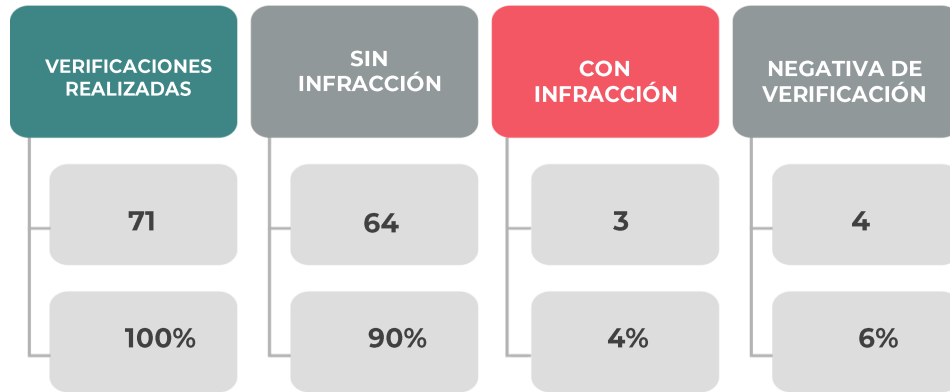 VERIFICACIONES
REALIZADAS
71
100%
SIN
INFRACCIÓN
64
90%
CON
INFRACCIÓN
3
4%
NEGATIVA DE
VERIFICACIÓN
4
6%